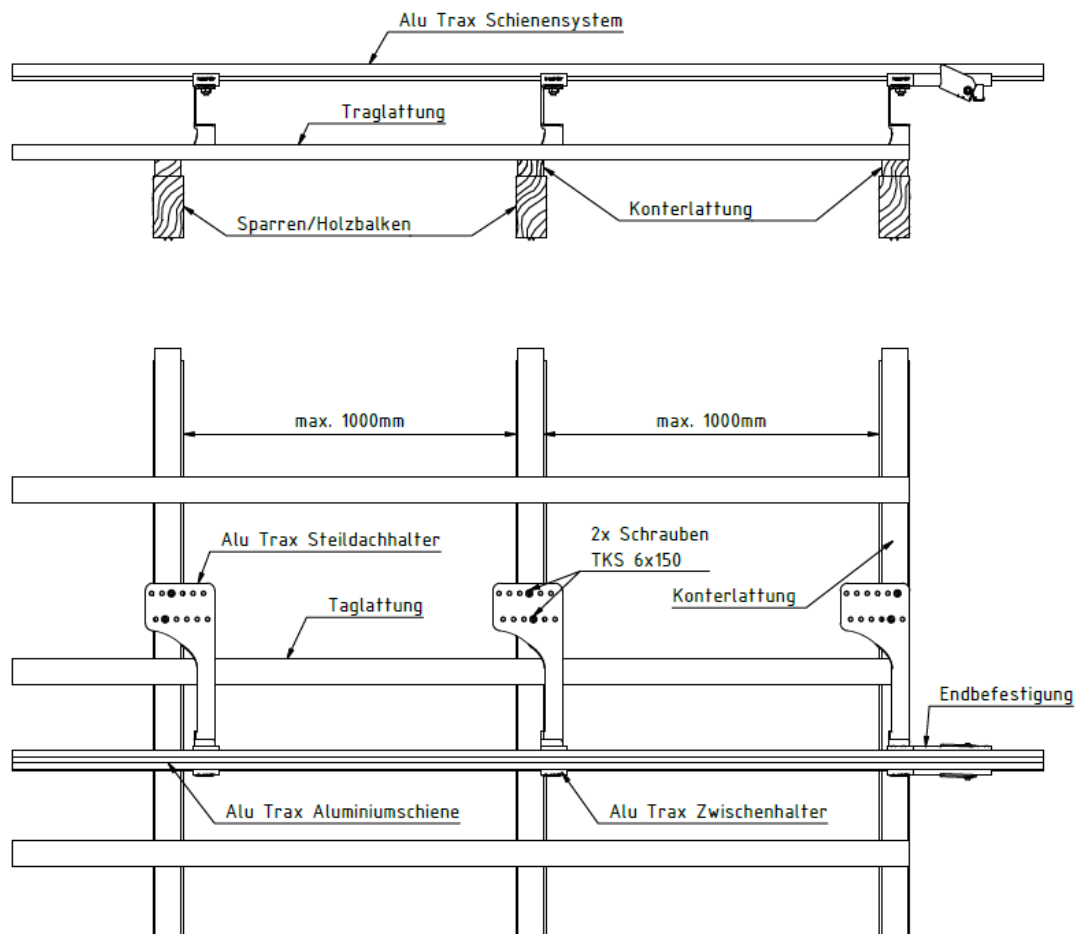 Alu Trax Schienensystem
Traglattung
Sparren/Holzbalken
Konterlattung
max. 1000mm
max. 1000mm
Alu Trax Steildachhalter
2x Schrauben
TKS 6x150
Taglattung
Konterlattung
Endbefestigung
Alu Trax Aluminiumschiene
Alu Trax Zwischenhalter